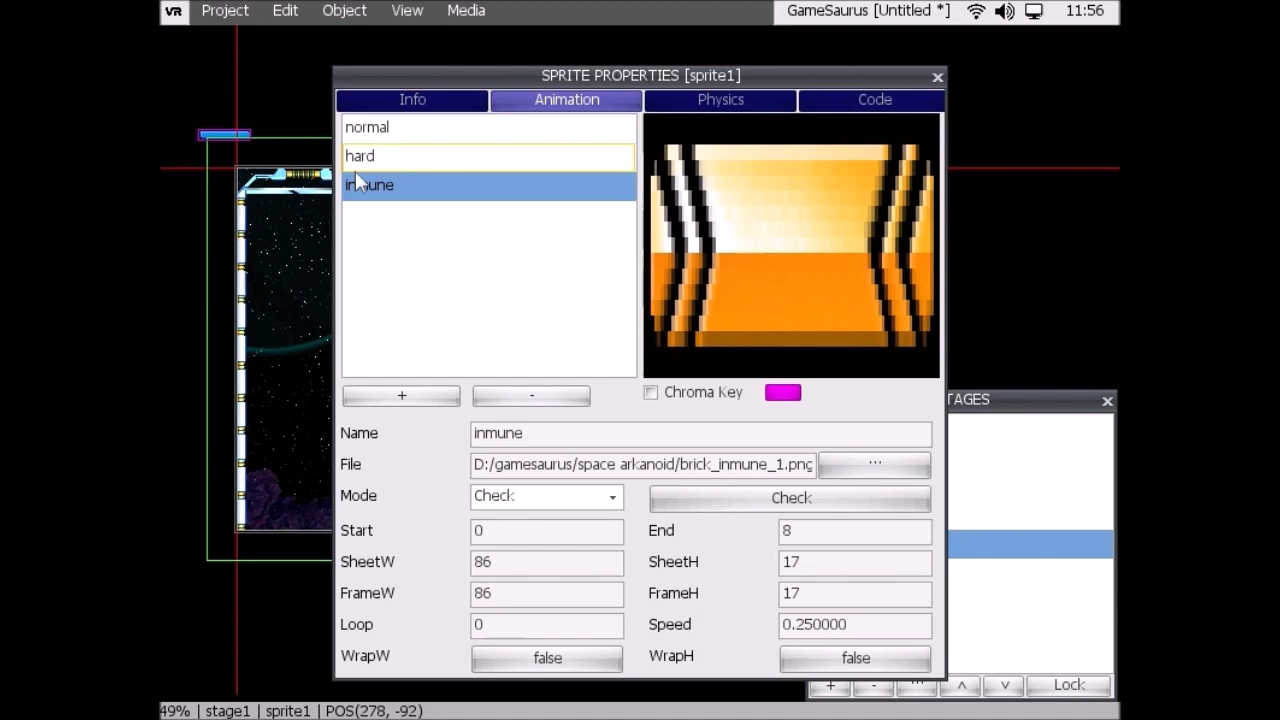 VR Project Edit Object View Media GameSaurus [Untitled *] 11:56
SPRITE PROPERTIES [sprite1]
Info Animation Physics Code
normal
hard
inmune
+ - Chroma Key
Name inmune
File D:/gamesaurus/space arkanoid/brick_inmune_1.png ...
Mode Check Check
Start 0 End 8
SheetW 86 SheetH 17
FrameW 86 FrameH 17
Loop 0 Speed 0.250000
WrapW false WrapH false
TAGES
+ - ... ^ v Lock
49% | stage1 | sprite1 | POS(278, -92)